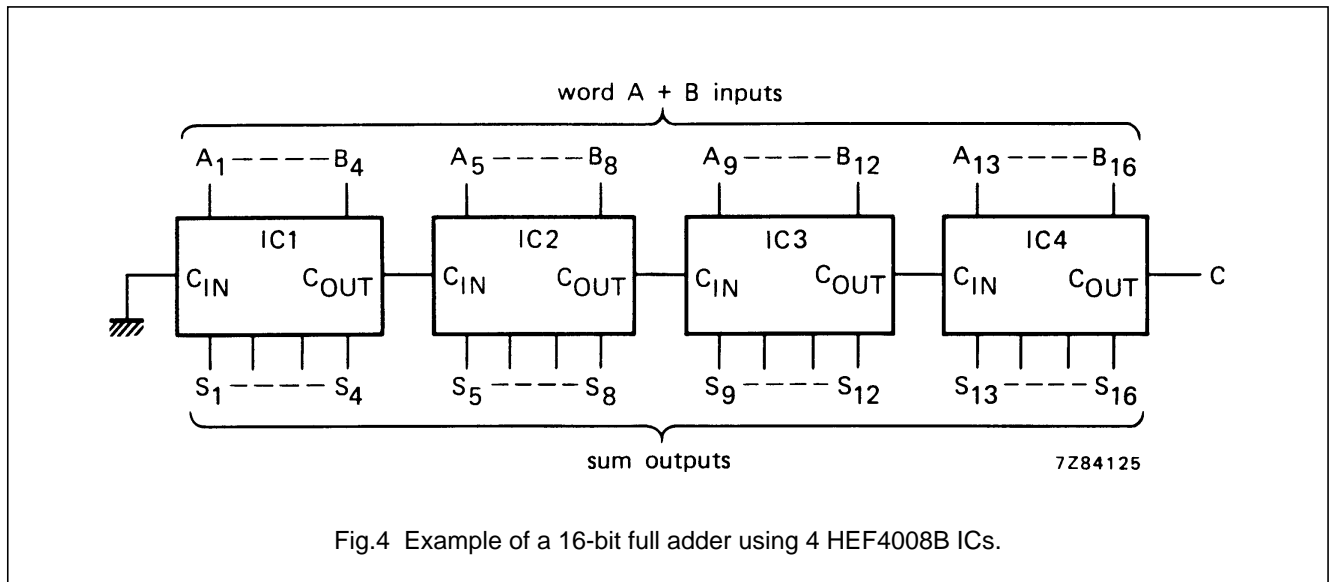 word A + B inputs
A1 ---- B4 A5 ---- B8 A9 ---- B12 A13 ---- B16
IC1 IC2 IC3 IC4
CIN COUT CIN COUT CIN COUT CIN COUT C
S1 ---- S4 S5 ---- S8 S9 ---- S12 S13 ---- S16
sum outputs
7Z84125
Fig.4 Example of a 16-bit full adder using 4 HEF4008B ICs.